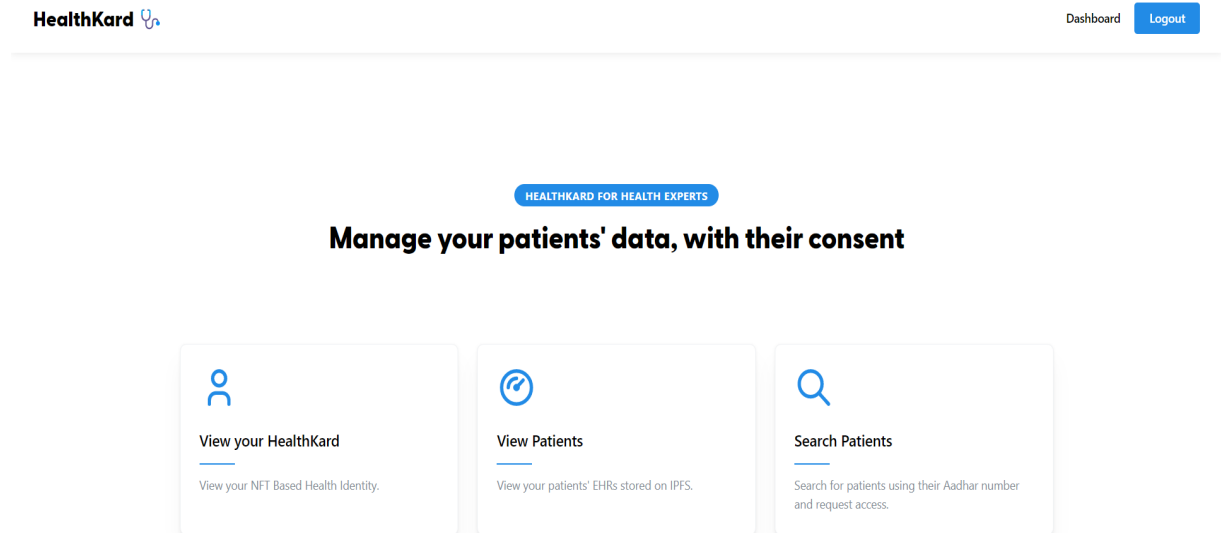 HealthKard
Dashboard
Logout
HEALTHKARD FOR HEALTH EXPERTS
Manage your patients' data, with their consent
View your HealthKard
View your NFT Based Health Identity.
View Patients
View your patients' EHRs stored on IPFS.
Search Patients
Search for patients using their Aadhar number
and request access.